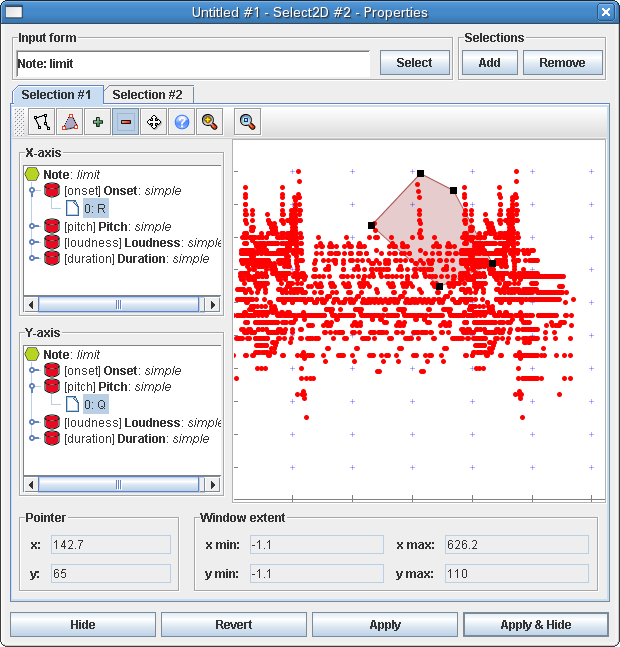 Untitled #1 - Select2D #2 - Properties
Input form
Note: limit
Select
Selections
Add
Remove
Selection #1
Selection #2
X-axis
Note: limit
[onset] Onset: simple
0: R
[pitch] Pitch: simple
[loudness] Loudness: simple
[duration] Duration: simple
Y-axis
Note: limit
[onset] Onset: simple
[pitch] Pitch: simple
0: Q
[loudness] Loudness: simple
[duration] Duration: simple
Pointer
x: 142.7
y: 65
Window extent
x min: -1.1
x max: 626.2
y min: -1.1
y max: 110
Hide
Revert
Apply
Apply & Hide